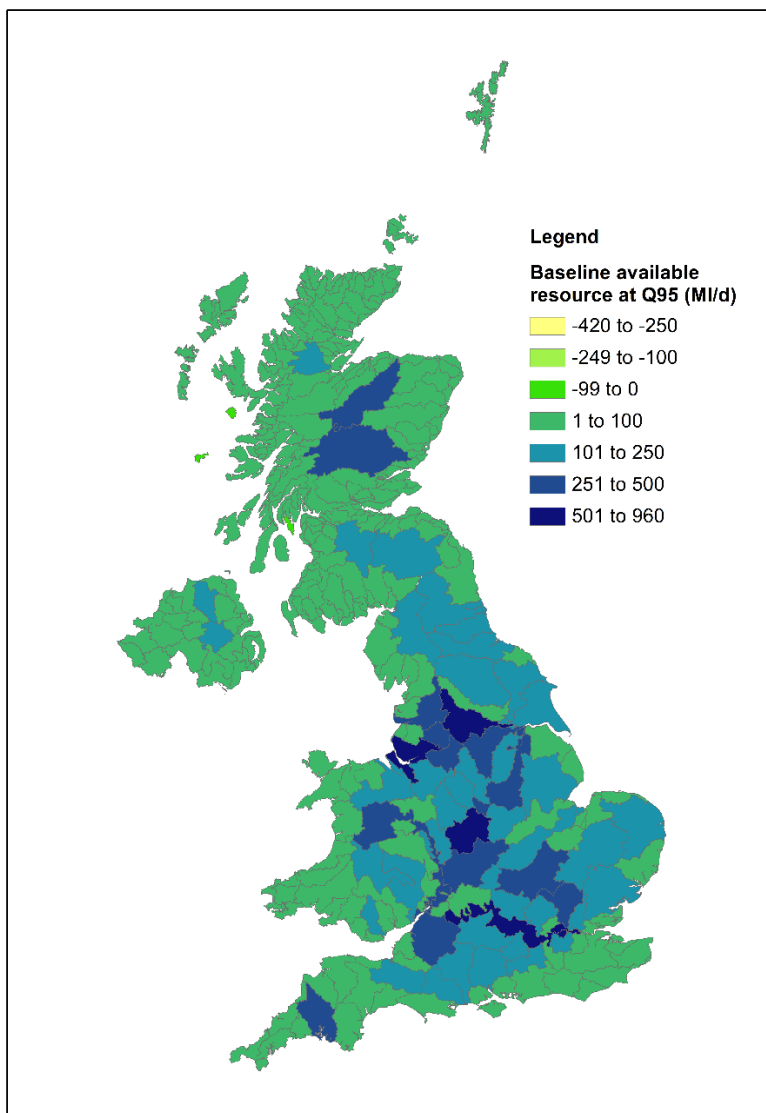 Legend
Baseline available
resource at Q95 (Ml/d)
-420 to -250
-249 to -100
-99 to 0
1 to 100
101 to 250
251 to 500
501 to 960